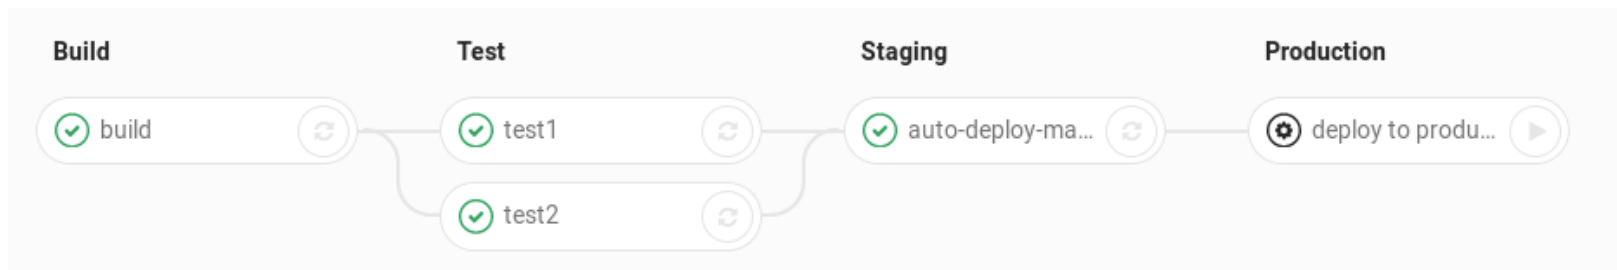 Build
Test
Staging
Production
build
test1
auto-deploy-ma...
deploy to produ...
test2